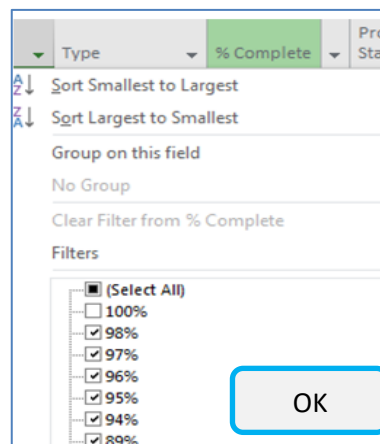 Type % Complete Pro
Sta
Sort Smallest to Largest
Sort Largest to Smallest
Group on this field
No Group
Clear Filter from % Complete
Filters
(Select All)
100%
98%
97%
96%
95%
94%
89%
OK